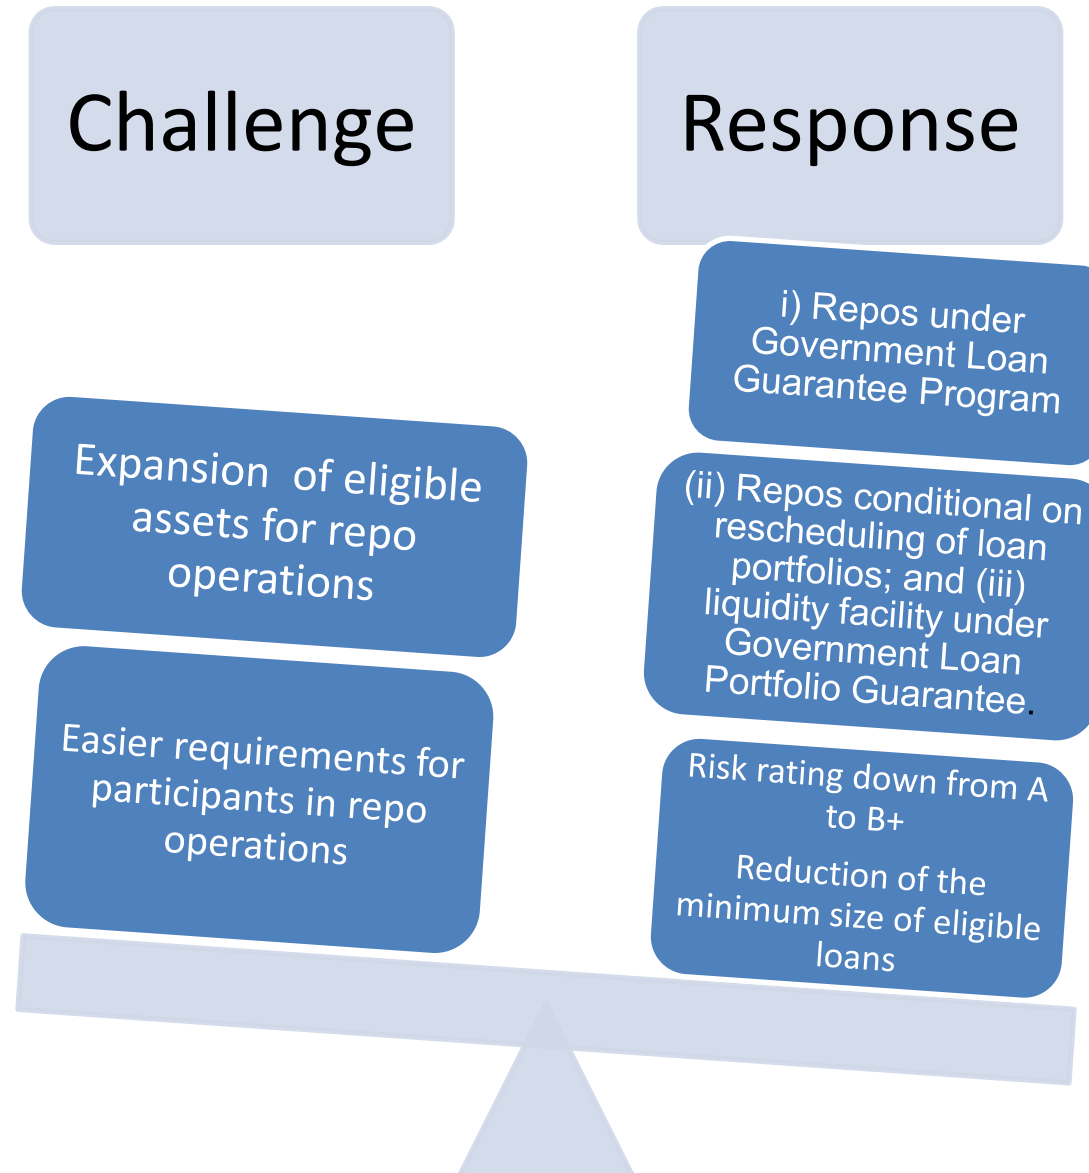 Challenge
Response
Expansion  of eligible
assets for repo
operations
Easier requirements for
participants in repo
operations
i) Repos under
Government Loan
Guarantee Program
(ii) Repos conditional on
rescheduling of loan
portfolios; and (iii)
liquidity facility under
Government Loan
Portfolio Guarantee.
Risk rating down from A
to B+
Reduction of the
minimum size of eligible
loans